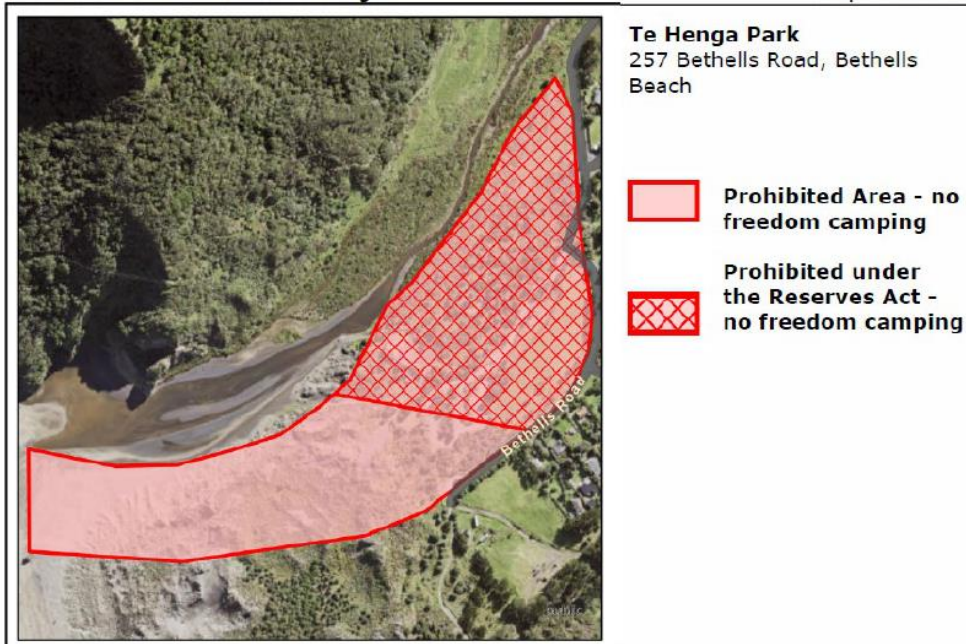 Te Henga Park
257 Bethells Road, Bethells
Beach
Prohibited Area - no
freedom camping
Prohibited under
the Reserves Act -
no freedom camping
Bethells Road